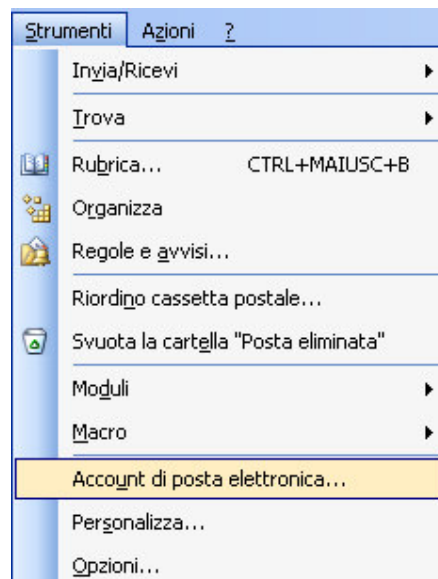 Strumenti Azioni ?
Invia/Ricevi
Trova
Rubrica... CTRL+MAIUSC+B
Organizza
Regole e avvisi...
Riordino cassetta postale...
Svuota la cartella "Posta eliminata"
Moduli
Macro
Account di posta elettronica...
Personalizza...
Opzioni...